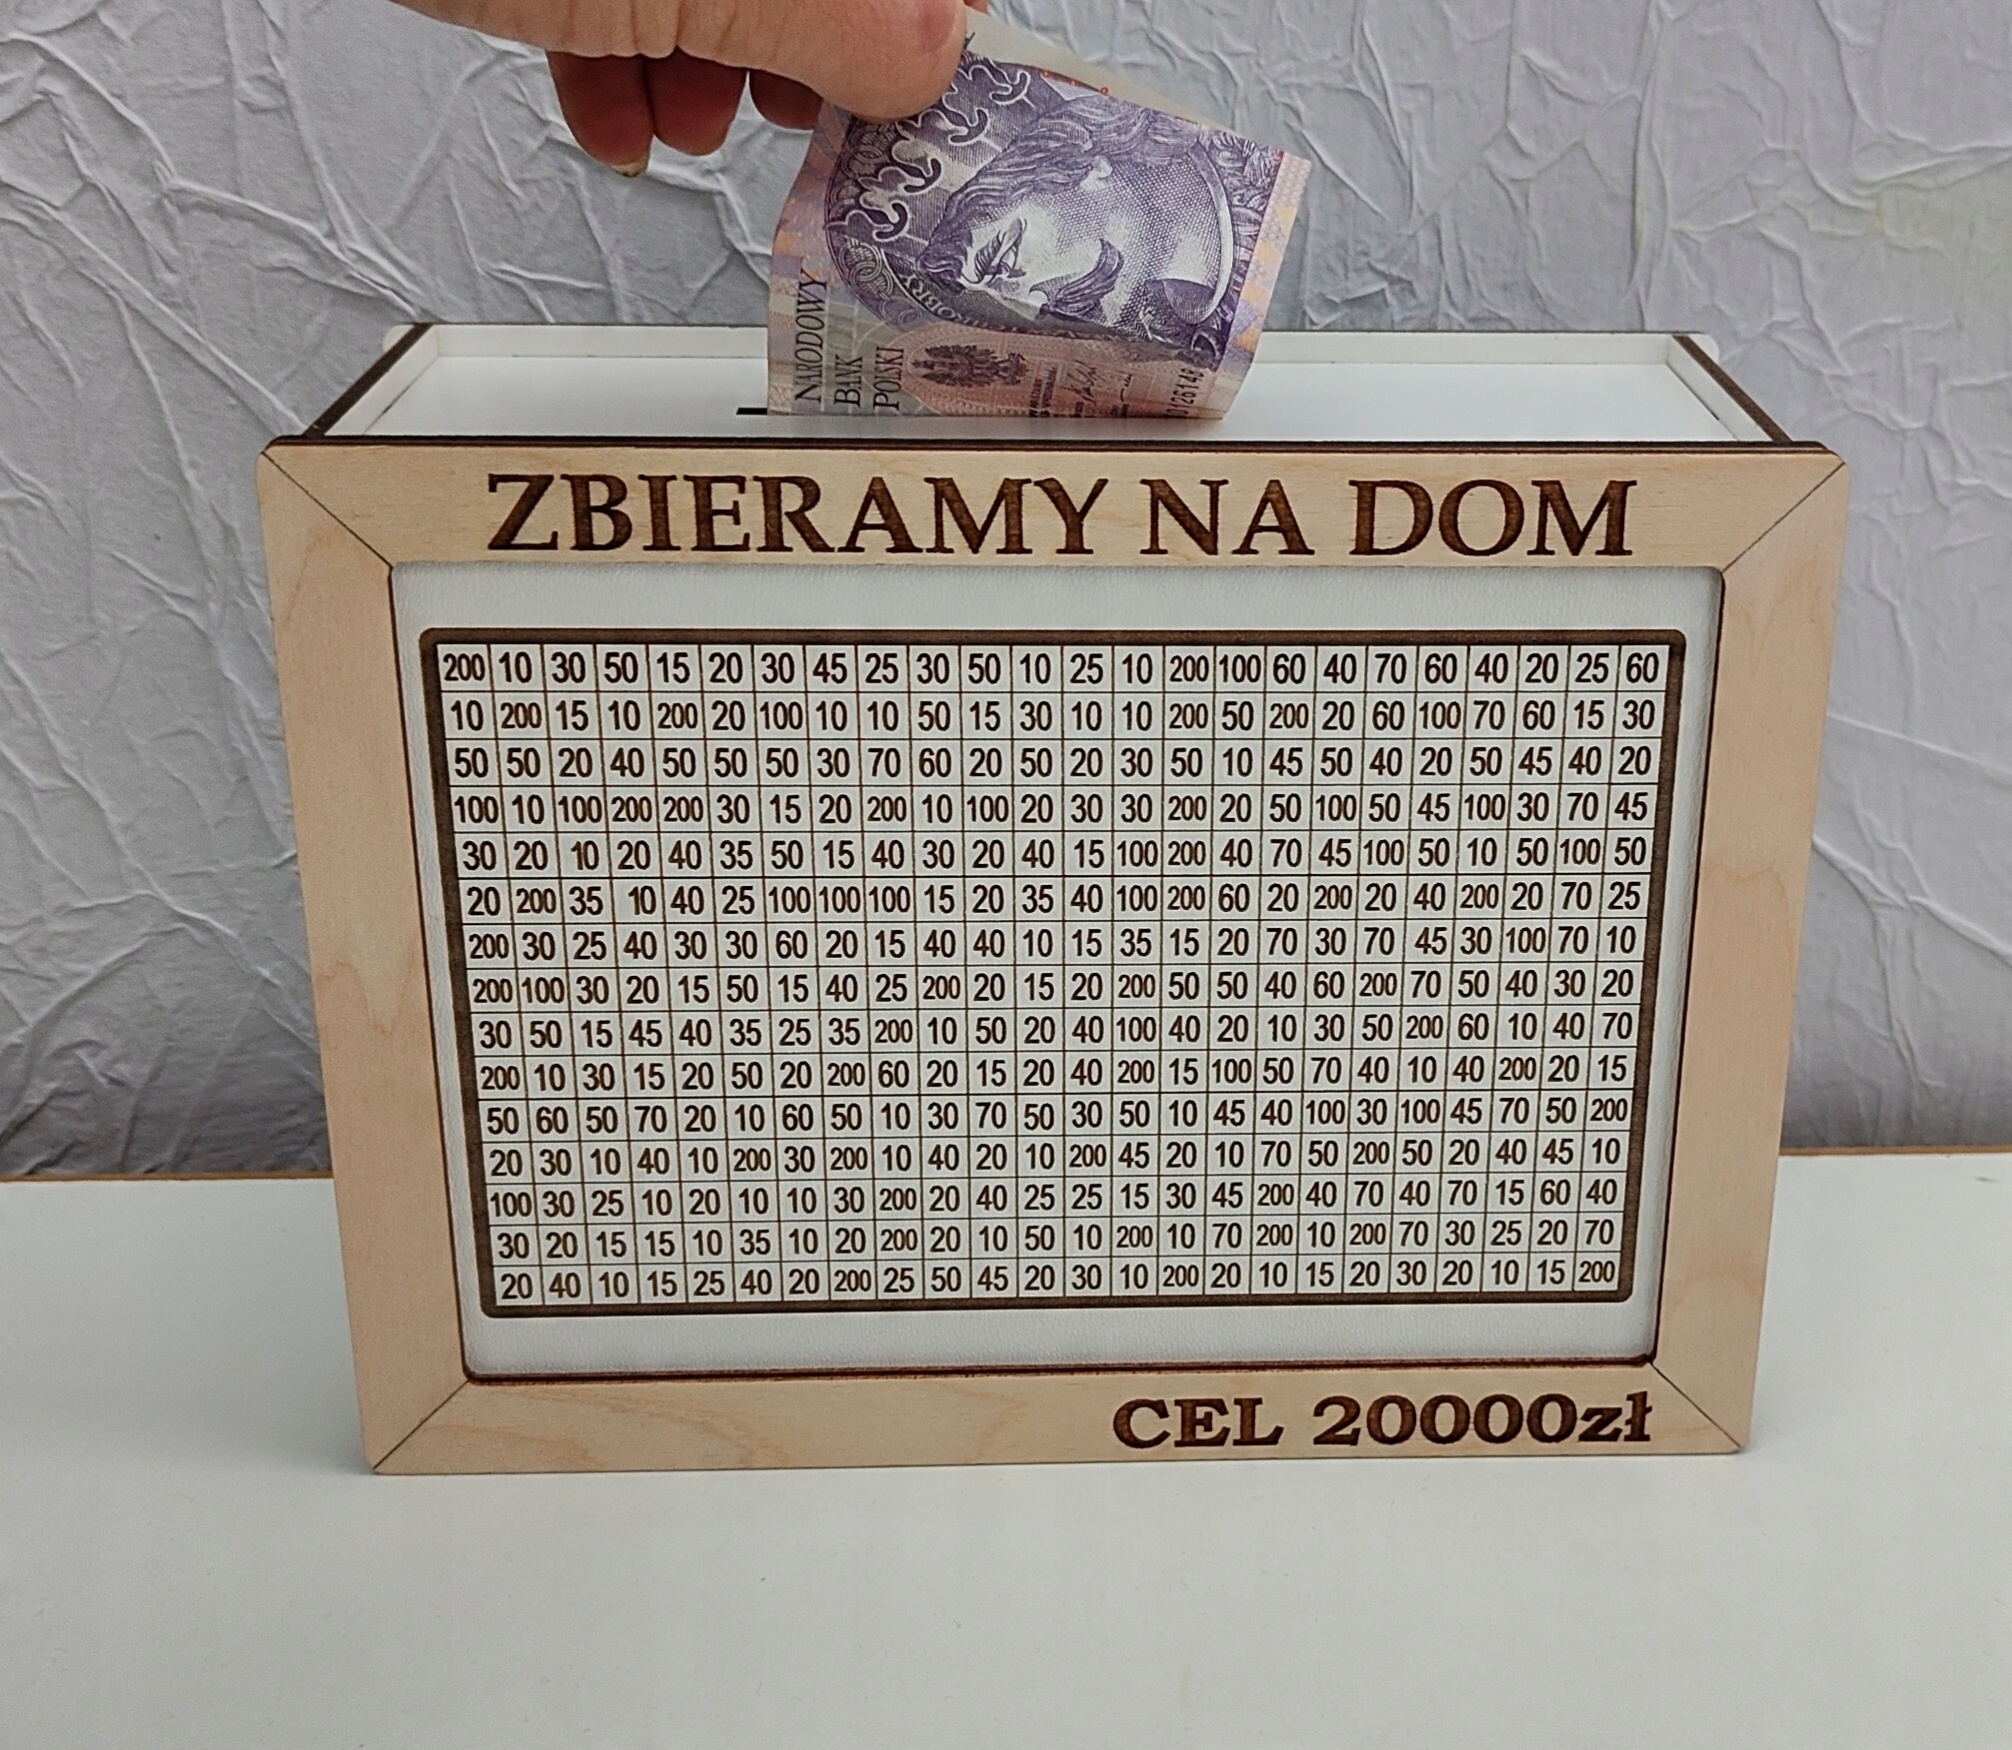 NARODOWY
BANK
POLSKI
ZBIERAMY NA DOM
200 10 30 50 15 20 30 45 25 30 50 10 25 10 200 100 60 40 70 60 40 20 25 60
10 200 15 10 200 20 100 10 10 50 15 30 10 10 200 50 200 20 60 100 70 60 15 30
50 50 20 40 50 50 50 30 70 60 20 50 20 30 50 10 45 50 40 20 50 45 40 20
100 10 100 200 200 30 15 20 200 10 100 20 30 30 200 20 50 100 50 45 100 30 70 45
30 20 10 20 40 35 50 15 40 30 20 40 15 100 200 40 70 45 100 50 10 50 100 50
20 200 35 10 40 25 100 100 100 15 20 35 40 100 200 60 20 200 20 40 200 20 70 25
200 30 25 40 30 30 60 20 15 40 40 10 15 35 15 20 70 30 70 45 30 100 70 10
200 100 30 20 15 50 15 40 25 200 20 15 20 200 50 50 40 60 200 70 50 40 30 20
30 50 15 45 40 35 25 35 200 10 50 20 40 100 40 20 10 30 50 200 60 10 40 70
200 10 30 15 20 50 20 200 60 20 15 20 40 200 15 100 50 70 40 10 40 200 20 15
50 60 50 70 20 10 60 50 10 30 70 50 30 50 10 45 40 100 30 100 45 70 50 200
20 30 10 40 10 200 30 200 10 40 20 10 200 45 20 10 70 50 200 50 20 40 45 10
100 30 25 10 20 10 10 30 200 20 40 25 25 15 30 45 200 40 70 40 70 15 60 40
30 20 15 15 10 35 10 20 200 20 10 50 10 200 10 70 200 10 200 70 30 25 20 70
20 40 10 15 25 40 20 200 25 50 45 20 30 10 200 20 10 15 20 30 20 10 15 200
CEL 20000zł